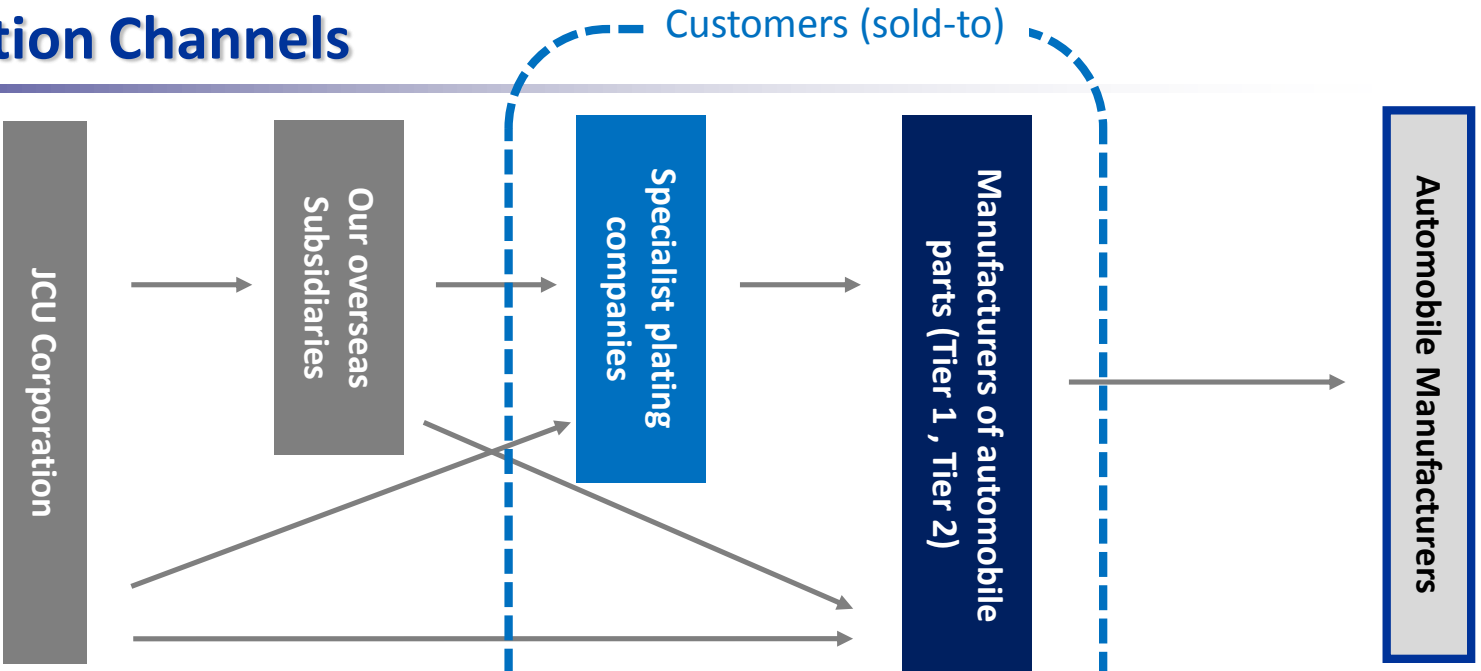 tion Channels
Customers (sold-to)
JCU Corporation
Our overseas
Subsidiaries
Specialist plating
companies
Manufacturers of automobile
parts (Tier 1 , Tier 2)
Automobile Manufacturers